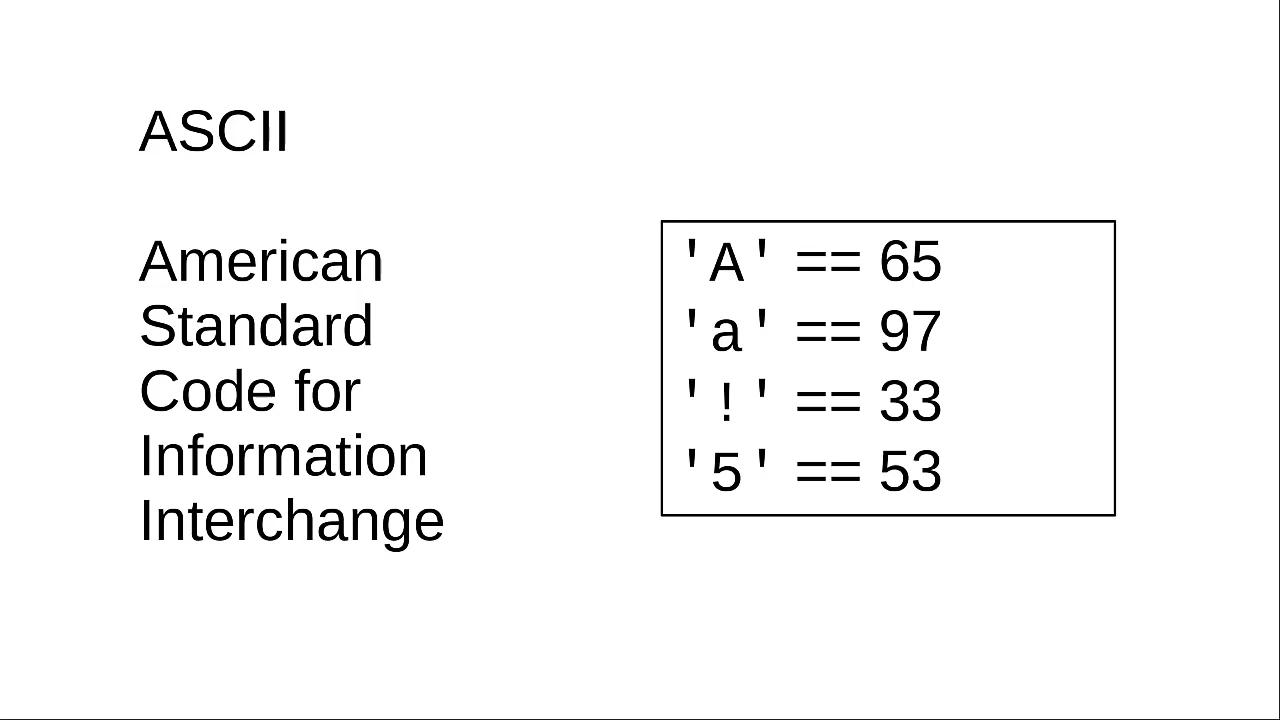 ASCII
American
Standard
Code for
Information
Interchange
'A' == 65
'a' == 97
'!' == 33
'5' == 53